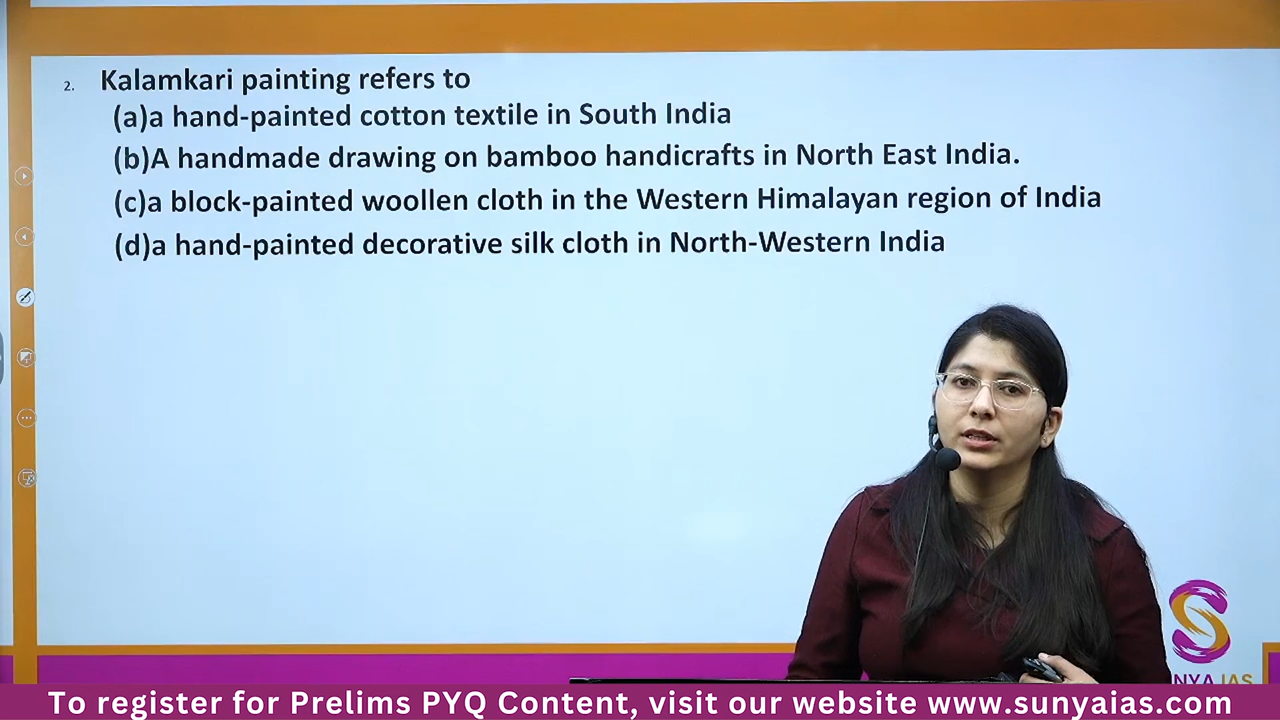 2. Kalamkari painting refers to
(a)a hand-painted cotton textile in South India
(b)A handmade drawing on bamboo handicrafts in North East India.
(c)a block-painted woollen cloth in the Western Himalayan region of India
(d)a hand-painted decorative silk cloth in North-Western India
NYA IAS
To register for Prelims PYQ Content, visit our website www.sunyaias.com